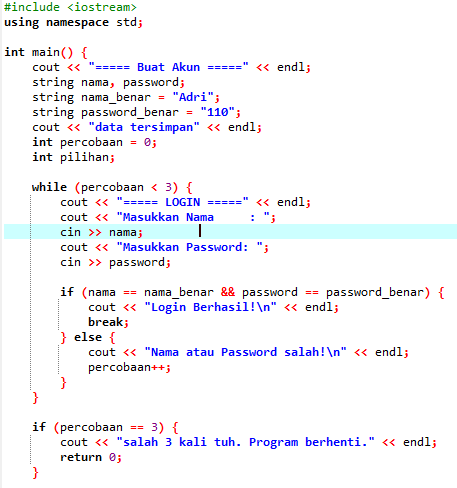 #include <iostream>
using namespace std;
int main() {
cout << "===== Buat Akun =====" << endl;
string nama, password;
string nama_benar = "Adri";
string password_benar = "110";
cout << "data tersimpan" << endl;
int percobaan = 0;
int pilihan;
while (percobaan < 3) {
cout << "===== LOGIN =====" << endl;
cout << "Masukkan Nama     : ";
cin >> nama;
cout << "Masukkan Password: ";
cin >> password;
if (nama == nama_benar && password == password_benar) {
cout << "Login Berhasil!\n" << endl;
break;
} else {
cout << "Nama atau Password salah!\n" << endl;
percobaan++;
}
}
if (percobaan == 3) {
cout << "salah 3 kali tuh. Program berhenti." << endl;
return 0;
}